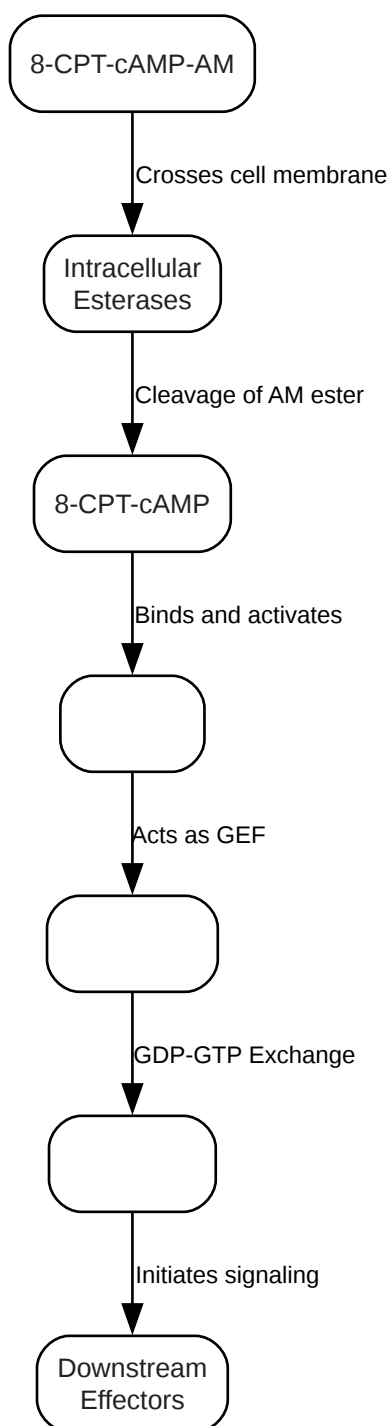 8-CPT-cAMP-AM
Crosses cell membrane
Intracellular
Esterases
Cleavage of AM ester
8-CPT-cAMP
Binds and activates
Acts as GEF
GDP-GTP Exchange
Initiates signaling
Downstream
Effectors